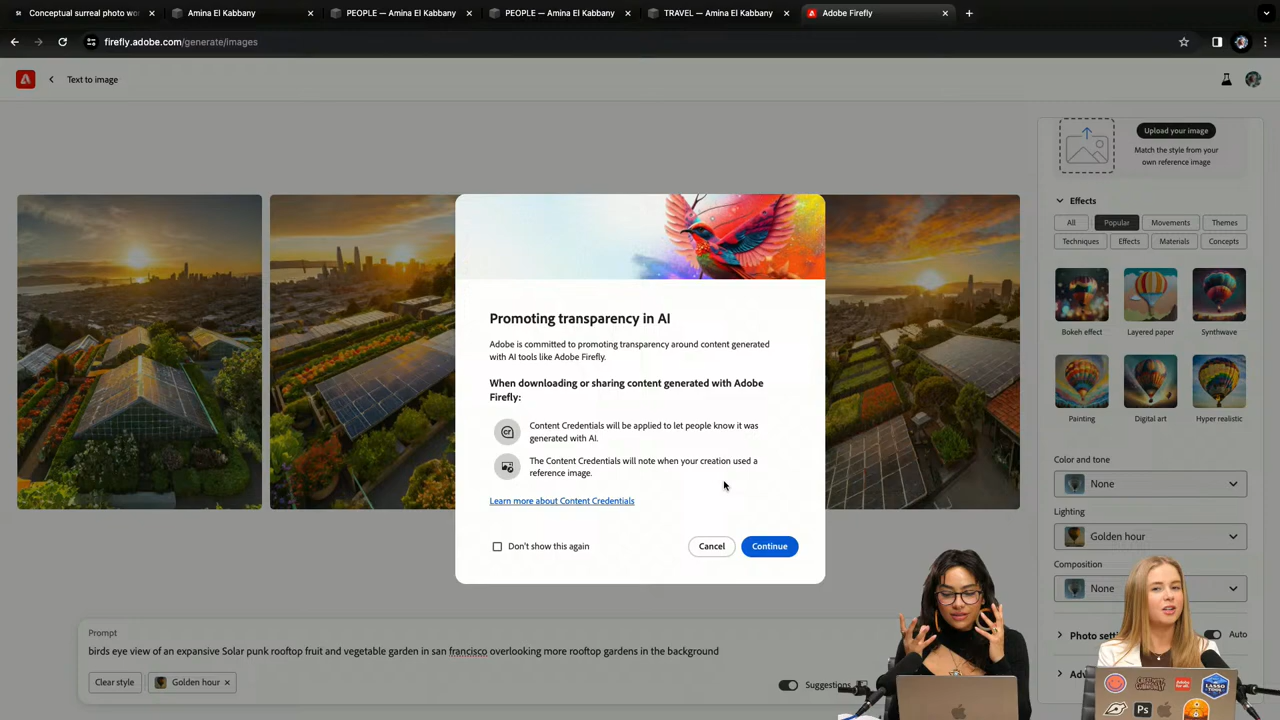 Conceptual surreal photo wo
Amina El Kabbany
PEOPLE — Amina El Kabbany
PEOPLE — Amina El Kabbany
TRAVEL — Amina El Kabbany
Adobe Firefly
firefly.adobe.com/generate/images
Text to image
Upload your image
Match the style from your
own reference image
Effects
All
Popular
Movements
Themes
Techniques
Effects
Materials
Concepts
Bokeh effect
Layered paper
Synthwave
Painting
Digital art
Hyper realistic
Color and tone
None
Lighting
Golden hour
Composition
None
Photo setti
Auto
Adv
Promoting transparency in AI
Adobe is committed to promoting transparency around content generated
with AI tools like Adobe Firefly.
When downloading or sharing content generated with Adobe
Firefly:
Content Credentials will be applied to let people know it was
generated with AI.
The Content Credentials will note when your creation used a
reference image.
Learn more about Content Credentials
Don't show this again
Cancel
Continue
Prompt
birds eye view of an expansive Solar punk rooftop fruit and vegetable garden in san francisco overlooking more rooftop gardens in the background
Clear style
Golden hour
Suggestions
Ps
LASSO
TOOL